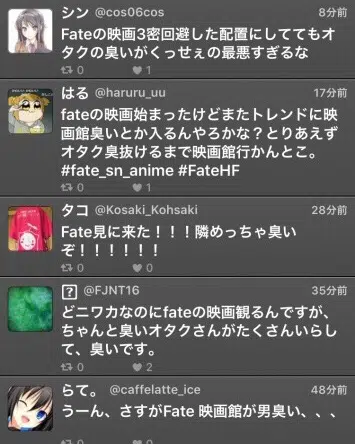 シン @cos06cos 8分前
Fateの映画3密回避した配置にしててもオ
タクの臭いがくっせぇの最悪すぎるな
0 1
はる @haruru_uu 17分前
fateの映画始まったけどまたトレンドに映
画館臭いとか入るんやろかな？とりあえず
オタク臭抜けるまで映画館行かんとこ。
#fate_sn_anime #FateHF
0 1
タコ @Kosaki_Kohsaki 28分前
Fate見に来た！！！隣めっちゃ臭い
ぞ！！！！！！
0 0
? @FJNT16 35分前
どニワカなのにfateの映画観るんですが、
ちゃんと臭いオタクさんがたくさんいらし
て、臭いです。
0 2
らて。 @caffelatte_ice 48分前
うーん、さすがFate 映画館が男臭い、、、
0 0